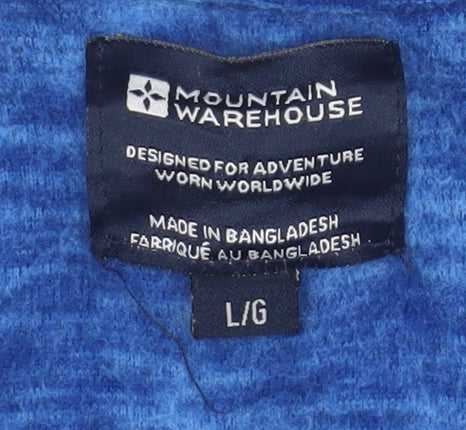 MOUNTAIN
WAREHOUSE
DESIGNED FOR ADVENTURE
WORN WORLDWIDE
MADE IN BANGLADESH
FABRIQUÉ AU BANGLADESH
L/G